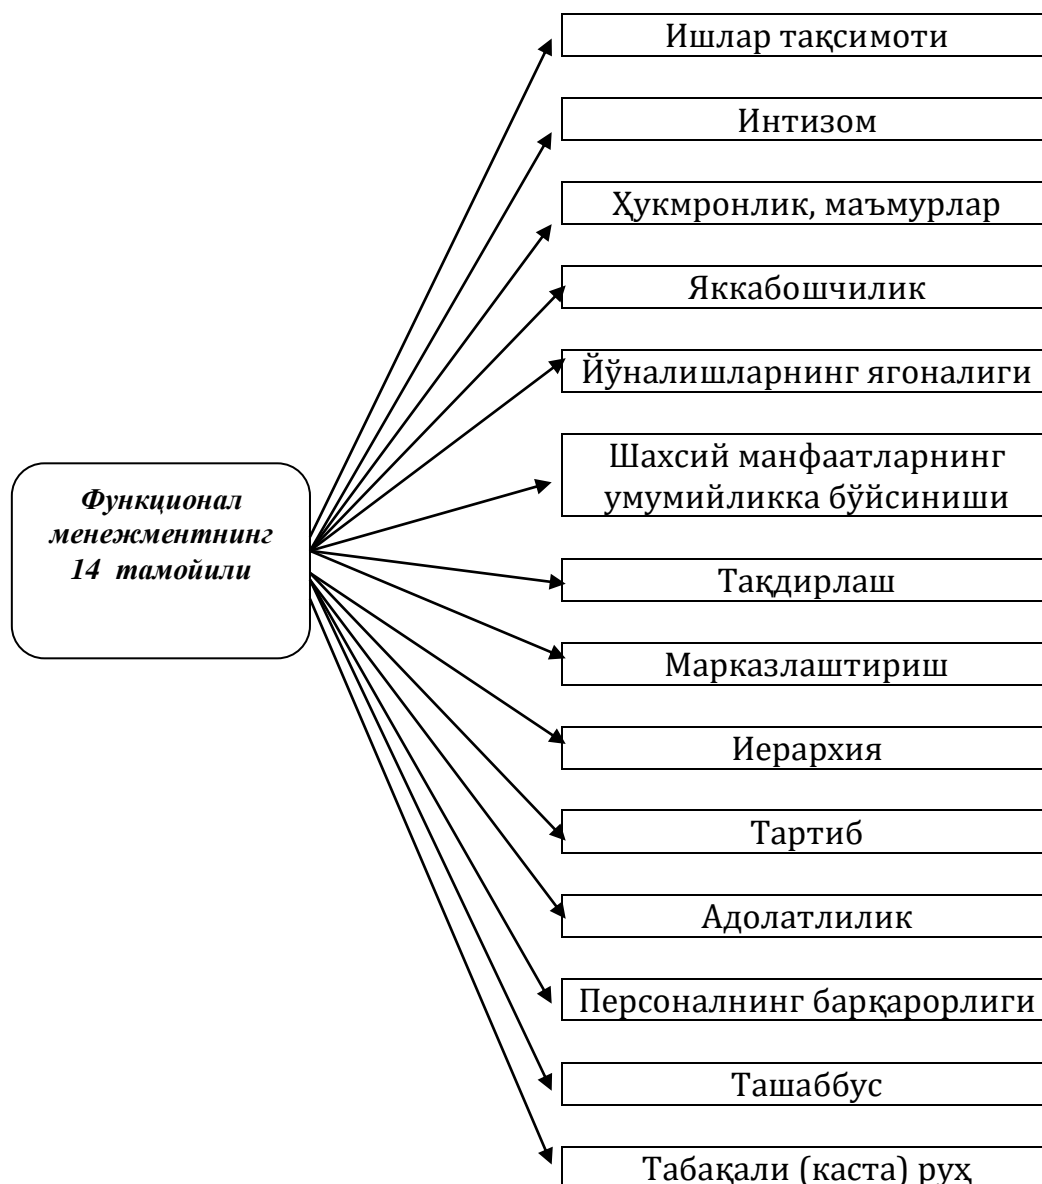 Функционал
менежментнинг
14 тамойили
Ишлар тақсимоти
Интизом
Ҳукмронлик, маъмурлар
Яккабошчилик
Йўналишларнинг ягоналиги
Шахсий манфаатларнинг
умумийликка бўйсиниши
Тақдирлаш
Марказлаштириш
Иерархия
Тартиб
Адолатлилик
Персоналнинг барқарорлиги
Ташаббус
Табақали (каста) руҳ